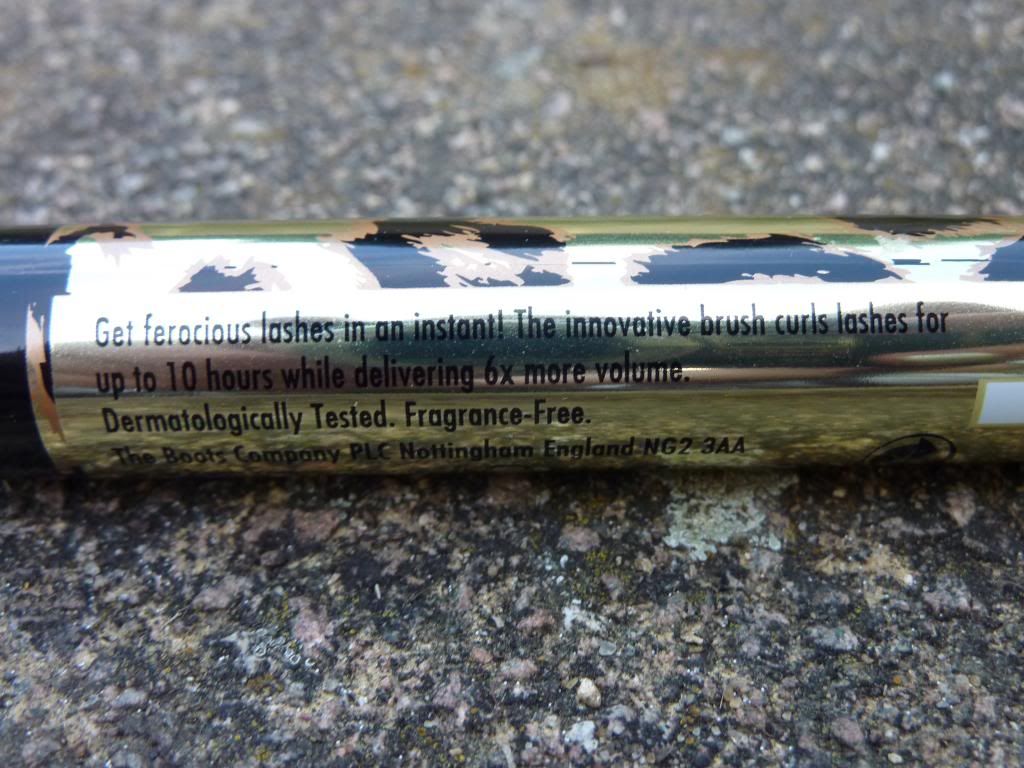 Get ferocious lashes in an instant! The innovative brush curls lashes for
up to 10 hours while delivering 6x more volume.
Dermatologically Tested. Fragrance-Free.
The Boots Company PLC Nottingham England NG2 3AA